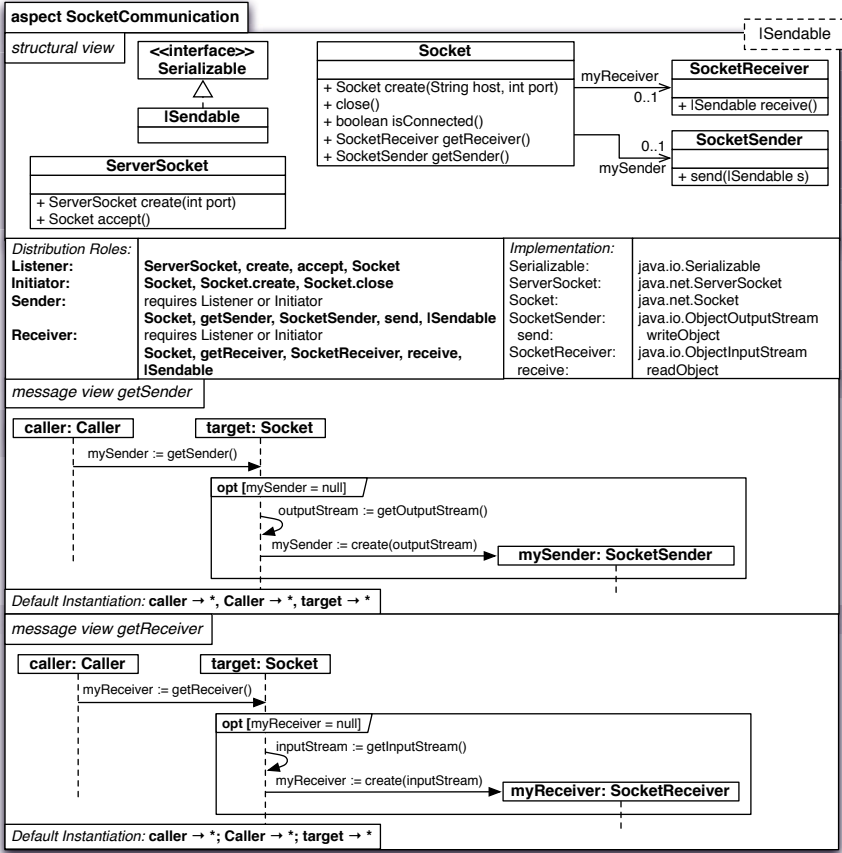 aspect SocketCommunication
|Sendable
structural view
<<interface>>
Serializable
|Sendable
ServerSocket
+ ServerSocket create(int port)
+ Socket accept()
Socket
+ Socket create(String host, int port)
+ close()
+ boolean isConnected()
+ SocketReceiver getReceiver()
+ SocketSender getSender()
myReceiver
0..1
SocketReceiver
+ |Sendable receive()
0..1
mySender
SocketSender
+ send(|Sendable s)
Distribution Roles:
Listener: ServerSocket, create, accept, Socket
Initiator: Socket, Socket.create, Socket.close
Sender: requires Listener or Initiator
Socket, getSender, SocketSender, send, |Sendable
Receiver: requires Listener or Initiator
Socket, getReceiver, SocketReceiver, receive,
|Sendable
Implementation:
Serializable: java.io.Serializable
ServerSocket: java.net.ServerSocket
Socket: java.net.Socket
SocketSender: java.io.ObjectOutputStream
send: writeObject
SocketReceiver: java.io.ObjectInputStream
receive: readObject
message view getSender
caller: Caller
target: Socket
mySender := getSender()
opt [mySender = null]
outputStream := getOutputStream()
mySender := create(outputStream)
mySender: SocketSender
Default Instantiation: caller → *, Caller → *, target → *
message view getReceiver
caller: Caller
target: Socket
myReceiver := getReceiver()
opt [myReceiver = null]
inputStream := getInputStream()
myReceiver := create(inputStream)
myReceiver: SocketReceiver
Default Instantiation: caller → *; Caller → *; target → *